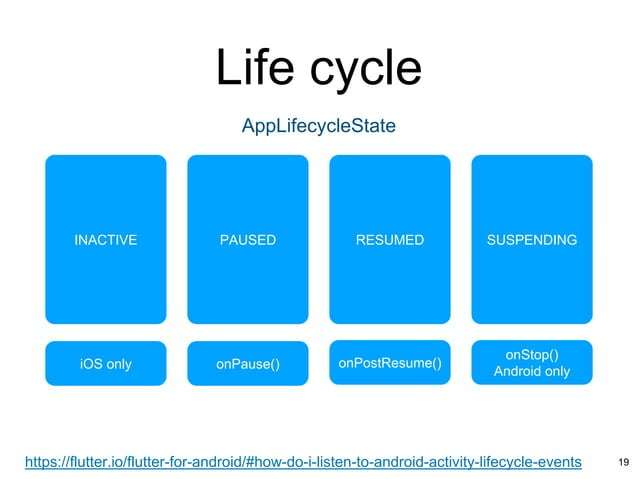 Life cycle
AppLifecycleState
INACTIVE
PAUSED
RESUMED
SUSPENDING
iOS only
onPause()
onPostResume()
onStop()
Android only
https://flutter.io/flutter-for-android/#how-do-i-listen-to-android-activity-lifecycle-events
19